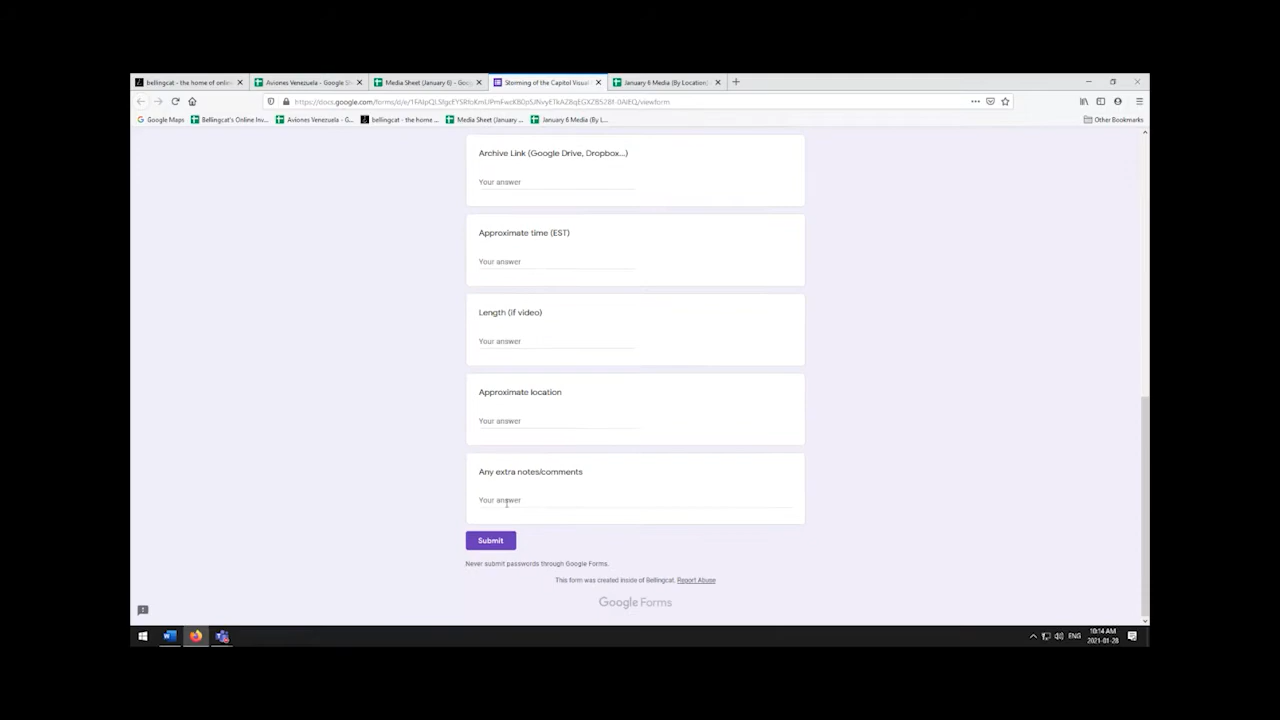 bellingcat - the home of onlin
Aviones Venezuela - Google Sh
Media Sheet (January 6) - Goo
Storming of the Capitol Visual
January 6 Media (By Location)
Google Maps
Bellingcat's Online Inv...
Aviones Venezuela - G...
bellingcat - the home ...
Media Sheet (January ...
January 6 Media (By L...
Other Bookmarks
Archive Link (Google Drive, Dropbox...)
Your answer
Approximate time (EST)
Your answer
Length (if video)
Your answer
Approximate location
Your answer
Any extra notes/comments
Your answer
Submit
Never submit passwords through Google Forms.
This form was created inside of Bellingcat. Report Abuse
Google Forms
ENG
10:14 AM
2021-01-28